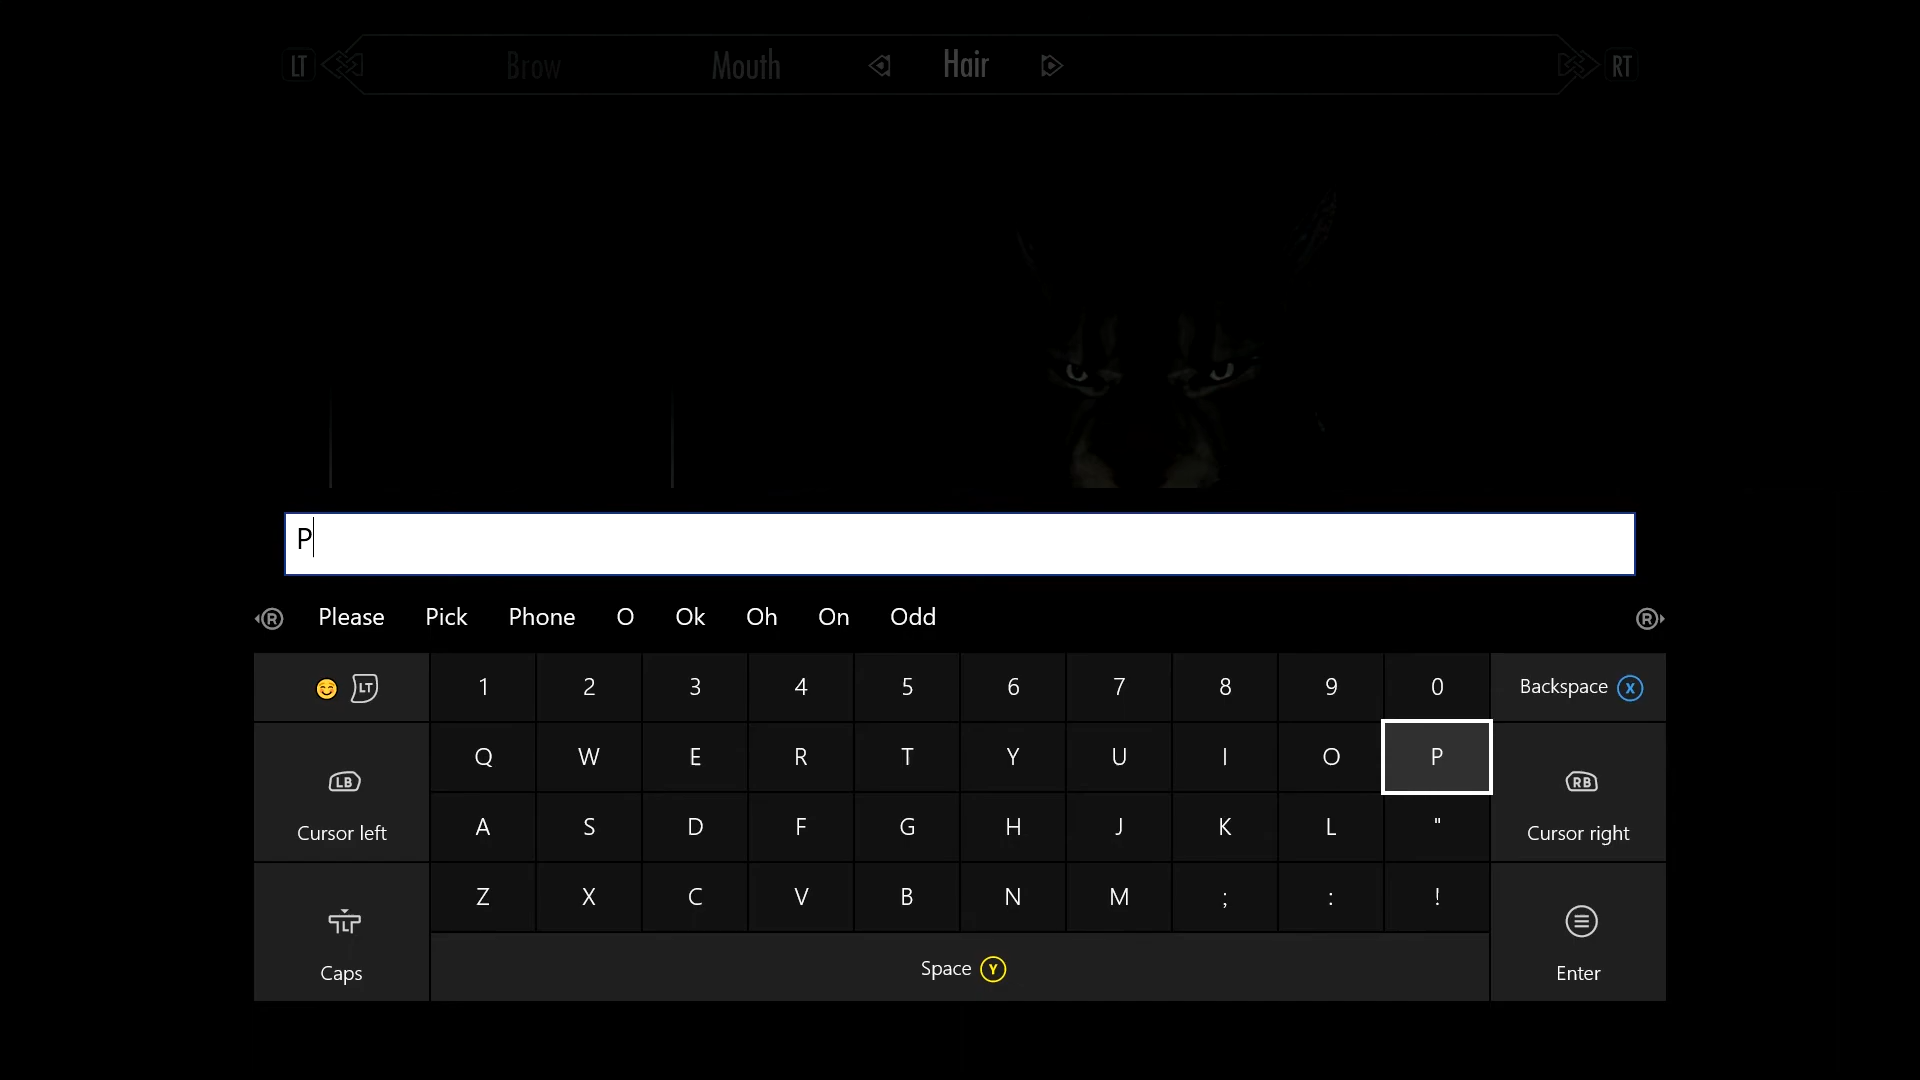 LT Brow Mouth Hair RT
P
R Please Pick Phone O Ok Oh On Odd R
LT 1 2 3 4 5 6 7 8 9 0 Backspace X
Q W E R T Y U I O P
LB RB
Cursor left A S D F G H J K L " Cursor right
Z X C V B N M ; : !
LT
Caps Space Y Enter